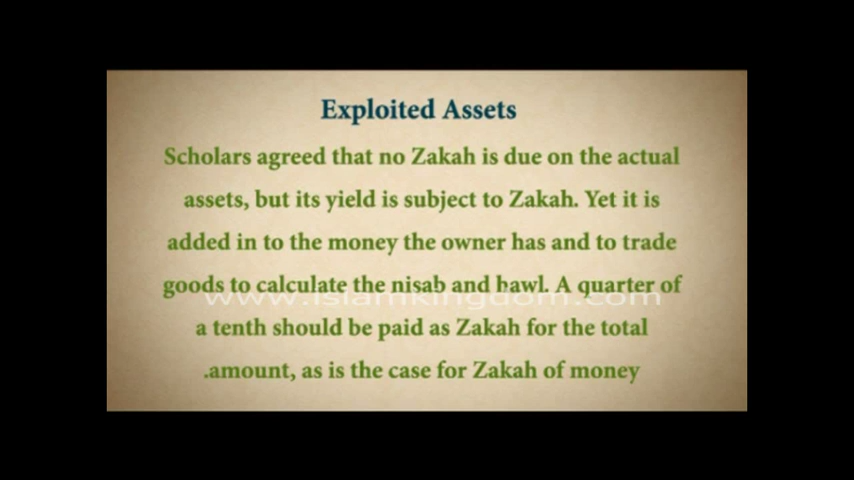 Exploited Assets
Scholars agreed that no Zakah is due on the actual
assets, but its yield is subject to Zakah. Yet it is
added in to the money the owner has and to trade
goods to calculate the nisab and hawl. A quarter of
www.islamkingdom.com
a tenth should be paid as Zakah for the total
.amount, as is the case for Zakah of money